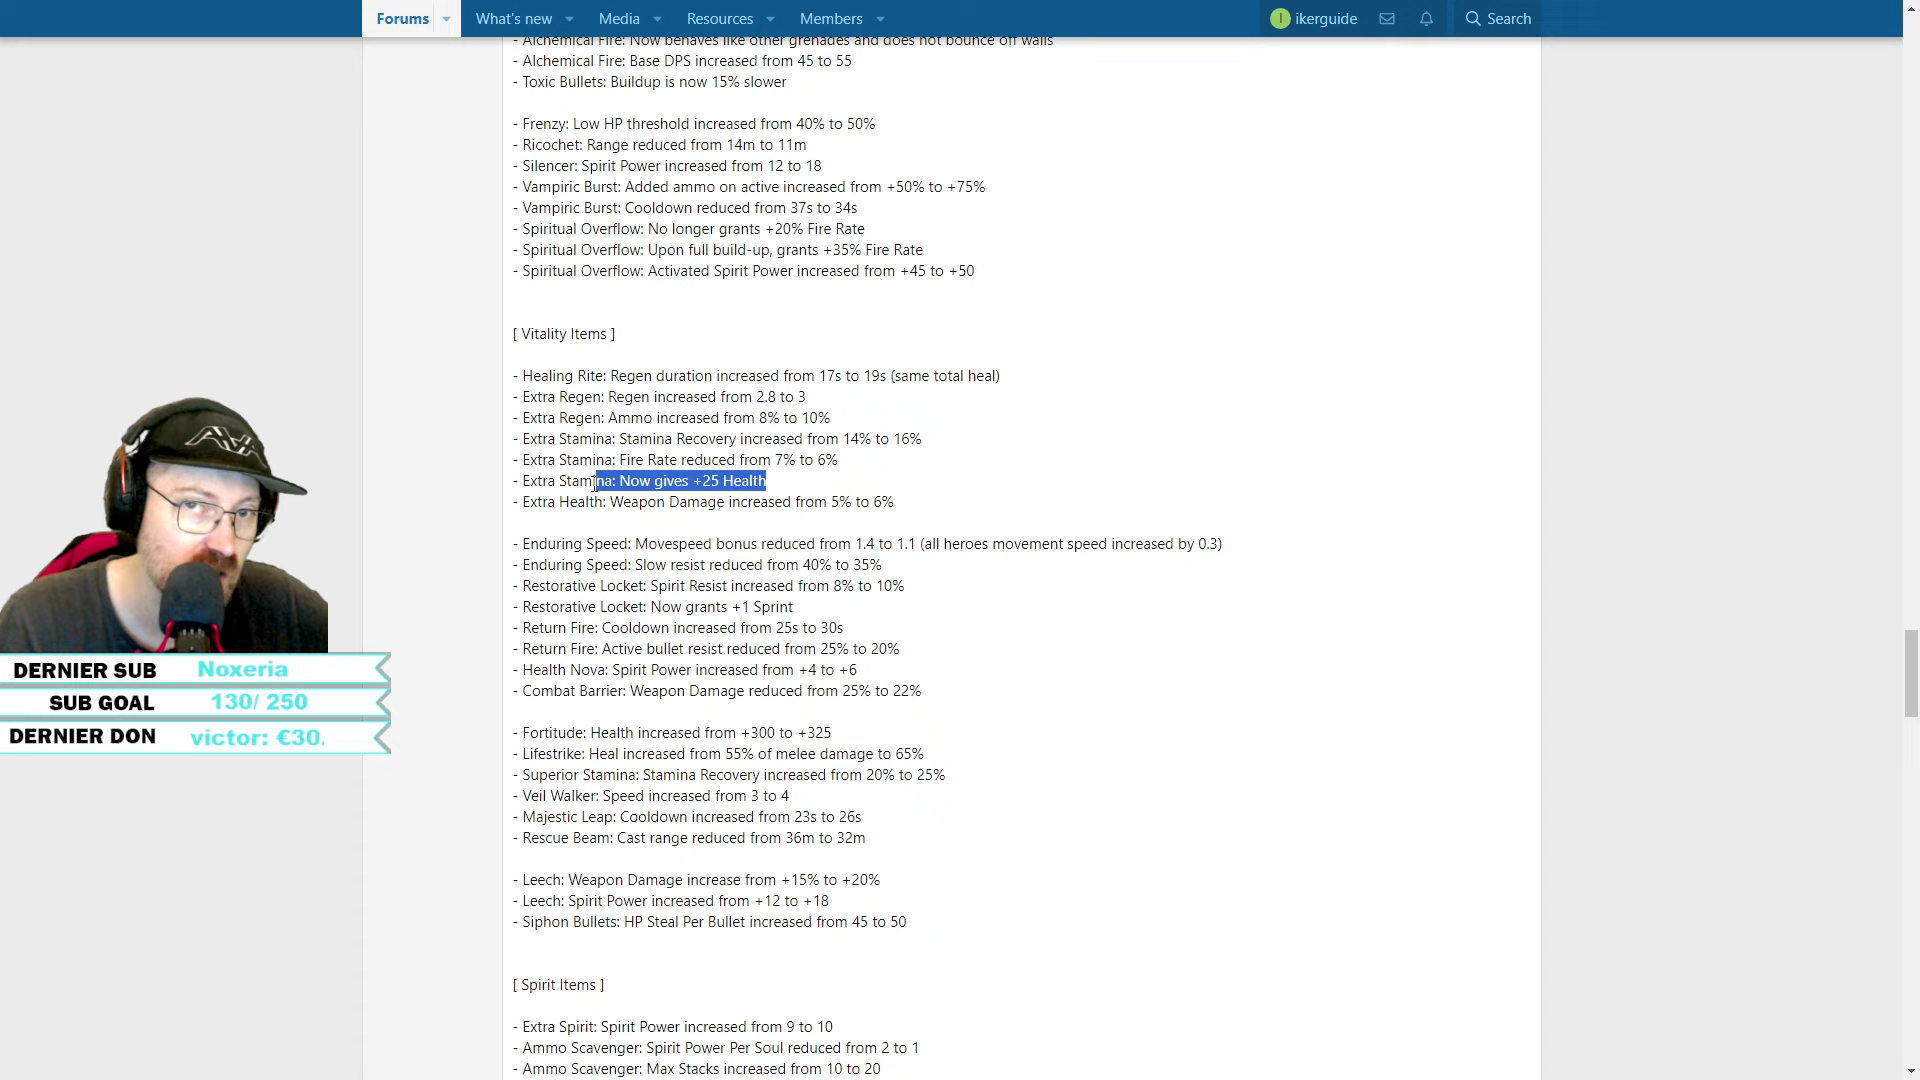 Forums What's new Media Resources Members I ikerguide Search
- Alchemical Fire: Now behaves like other grenades and does not bounce off walls
- Alchemical Fire: Base DPS increased from 45 to 55
- Toxic Bullets: Buildup is now 15% slower
- Frenzy: Low HP threshold increased from 40% to 50%
- Ricochet: Range reduced from 14m to 11m
- Silencer: Spirit Power increased from 12 to 18
- Vampiric Burst: Added ammo on active increased from +50% to +75%
- Vampiric Burst: Cooldown reduced from 37s to 34s
- Spiritual Overflow: No longer grants +20% Fire Rate
- Spiritual Overflow: Upon full build-up, grants +35% Fire Rate
- Spiritual Overflow: Activated Spirit Power increased from +45 to +50
[ Vitality Items ]
- Healing Rite: Regen duration increased from 17s to 19s (same total heal)
- Extra Regen: Regen increased from 2.8 to 3
- Extra Regen: Ammo increased from 8% to 10%
- Extra Stamina: Stamina Recovery increased from 14% to 16%
- Extra Stamina: Fire Rate reduced from 7% to 6%
- Extra Stamina: Now gives +25 Health
- Extra Health: Weapon Damage increased from 5% to 6%
- Enduring Speed: Movespeed bonus reduced from 1.4 to 1.1 (all heroes movement speed increased by 0.3)
- Enduring Speed: Slow resist reduced from 40% to 35%
- Restorative Locket: Spirit Resist increased from 8% to 10%
- Restorative Locket: Now grants +1 Sprint
- Return Fire: Cooldown increased from 25s to 30s
- Return Fire: Active bullet resist reduced from 25% to 20%
- Health Nova: Spirit Power increased from +4 to +6
- Combat Barrier: Weapon Damage reduced from 25% to 22%
- Fortitude: Health increased from +300 to +325
- Lifestrike: Heal increased from 55% of melee damage to 65%
- Superior Stamina: Stamina Recovery increased from 20% to 25%
- Veil Walker: Speed increased from 3 to 4
- Majestic Leap: Cooldown increased from 23s to 26s
- Rescue Beam: Cast range reduced from 36m to 32m
- Leech: Weapon Damage increase from +15% to +20%
- Leech: Spirit Power increased from +12 to +18
- Siphon Bullets: HP Steal Per Bullet increased from 45 to 50
[ Spirit Items ]
- Extra Spirit: Spirit Power increased from 9 to 10
- Ammo Scavenger: Spirit Power Per Soul reduced from 2 to 1
- Ammo Scavenger: Max Stacks increased from 10 to 20
DERNIER SUB Noxeria
SUB GOAL 130/ 250
DERNIER DON victor: €30.